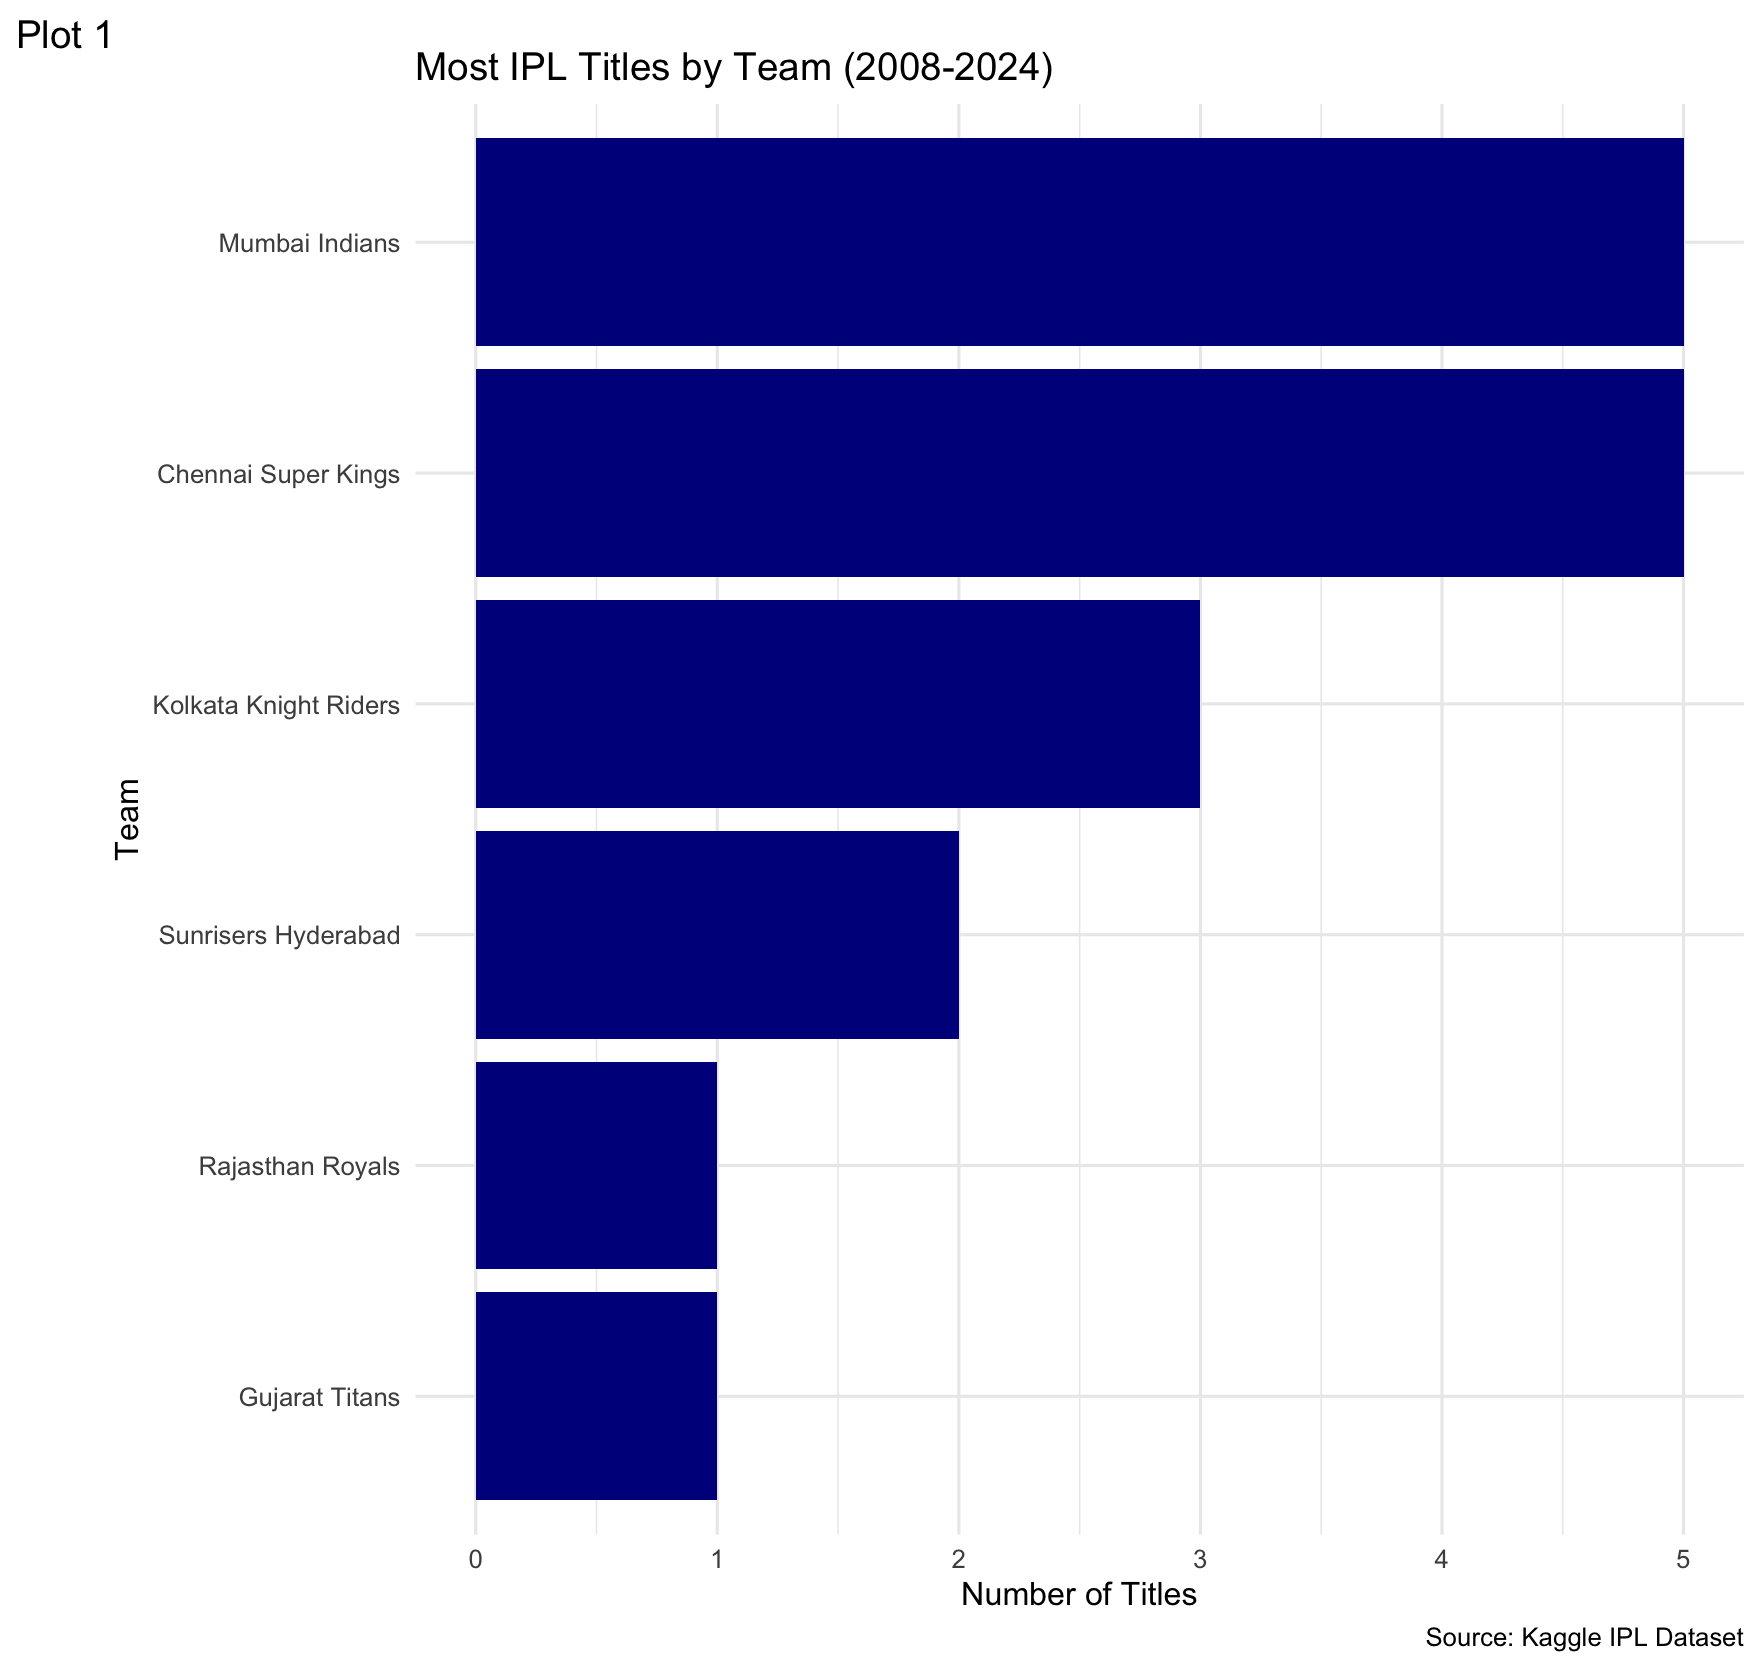 Plot 1
Most IPL Titles by Team (2008-2024)
Team
Mumbai Indians
Chennai Super Kings
Kolkata Knight Riders
Sunrisers Hyderabad
Rajasthan Royals
Gujarat Titans
0 1 2 3 4 5
Number of Titles
Source: Kaggle IPL Dataset